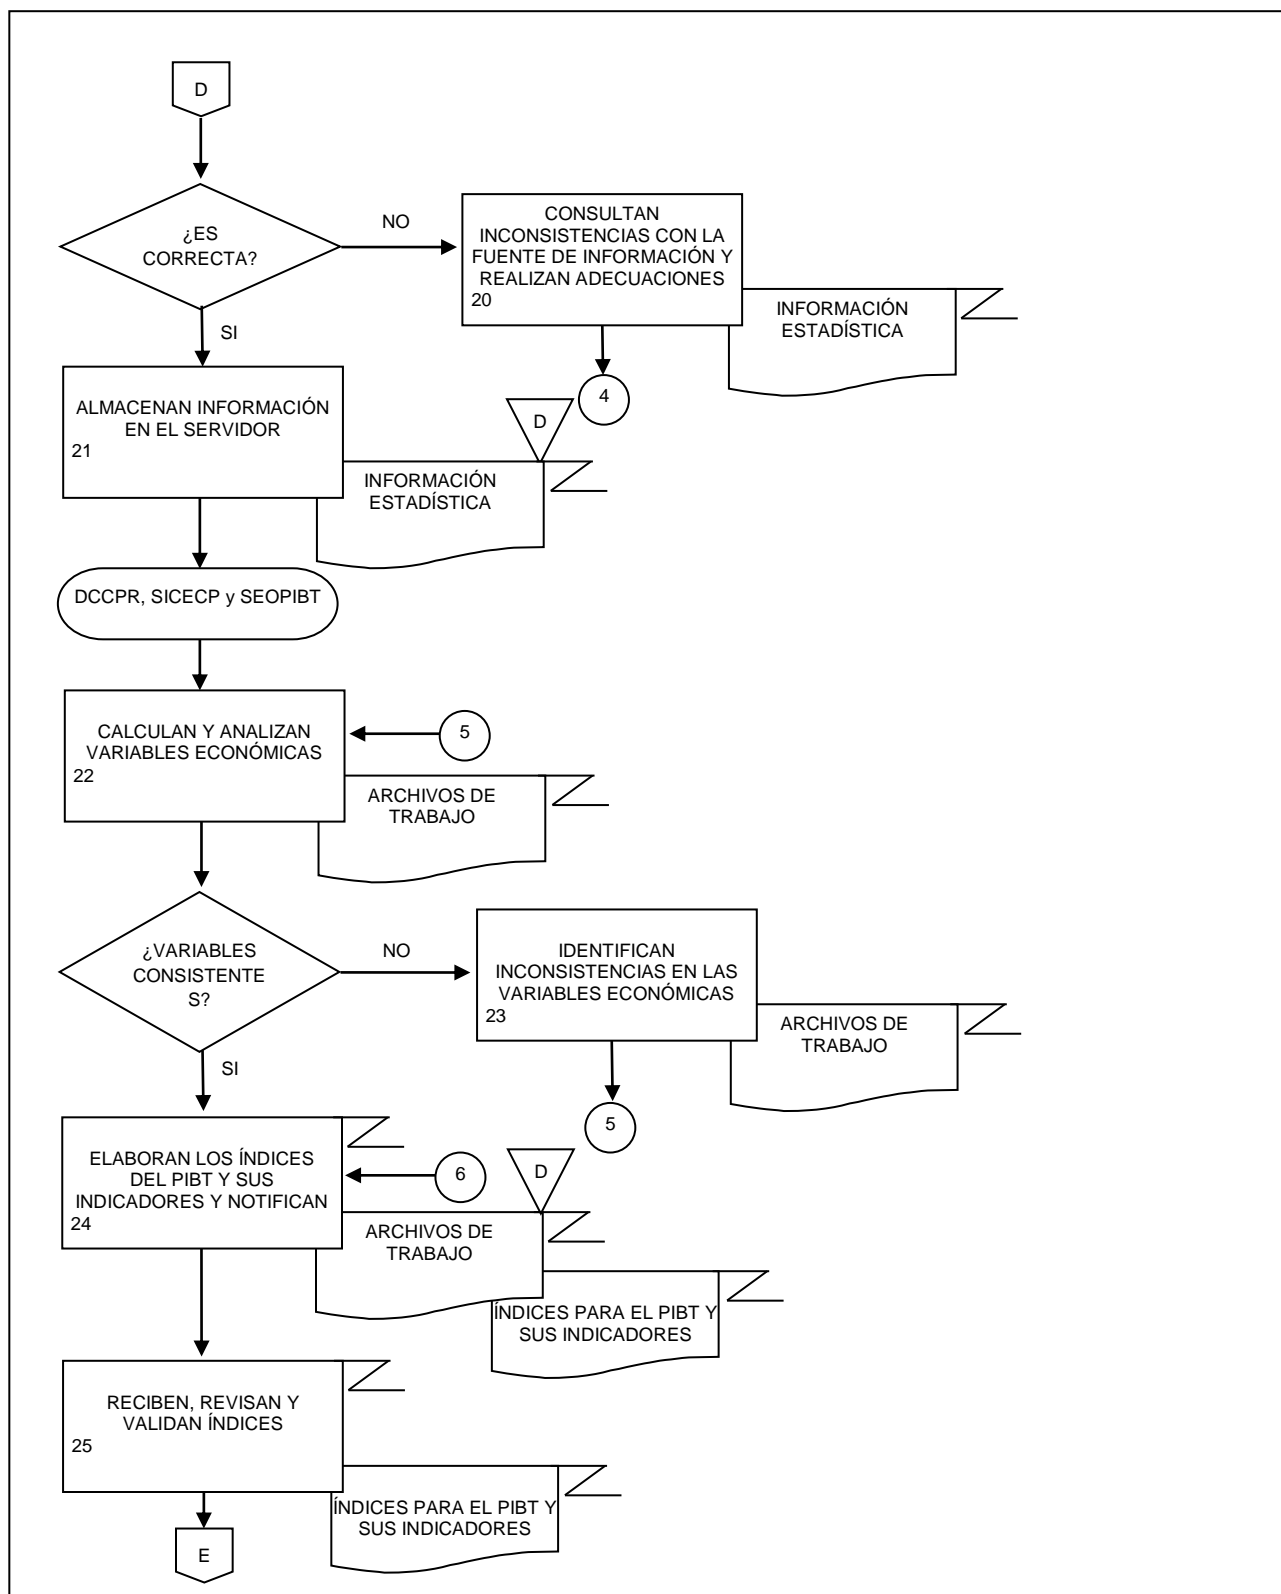 D
¿ES
CORRECTA?
NO
CONSULTAN
INCONSISTENCIAS CON LA
FUENTE DE INFORMACIÓN Y
REALIZAN ADECUACIONES
20
INFORMACIÓN
ESTADÍSTICA
SI
4
ALMACENAN INFORMACIÓN
EN EL SERVIDOR
21
D
INFORMACIÓN
ESTADÍSTICA
DCCPR, SICECP y SEOPIBT
CALCULAN Y ANALIZAN
VARIABLES ECONÓMICAS
22
5
ARCHIVOS DE
TRABAJO
¿VARIABLES
CONSISTENTE
S?
NO
IDENTIFICAN
INCONSISTENCIAS EN LAS
VARIABLES ECONÓMICAS
23
ARCHIVOS DE
TRABAJO
SI
5
ELABORAN LOS ÍNDICES
DEL PIBT Y SUS
INDICADORES Y NOTIFICAN
24
6
D
ARCHIVOS DE
TRABAJO
ÍNDICES PARA EL PIBT Y
SUS INDICADORES
RECIBEN, REVISAN Y
VALIDAN ÍNDICES
25
ÍNDICES PARA EL PIBT Y
SUS INDICADORES
E